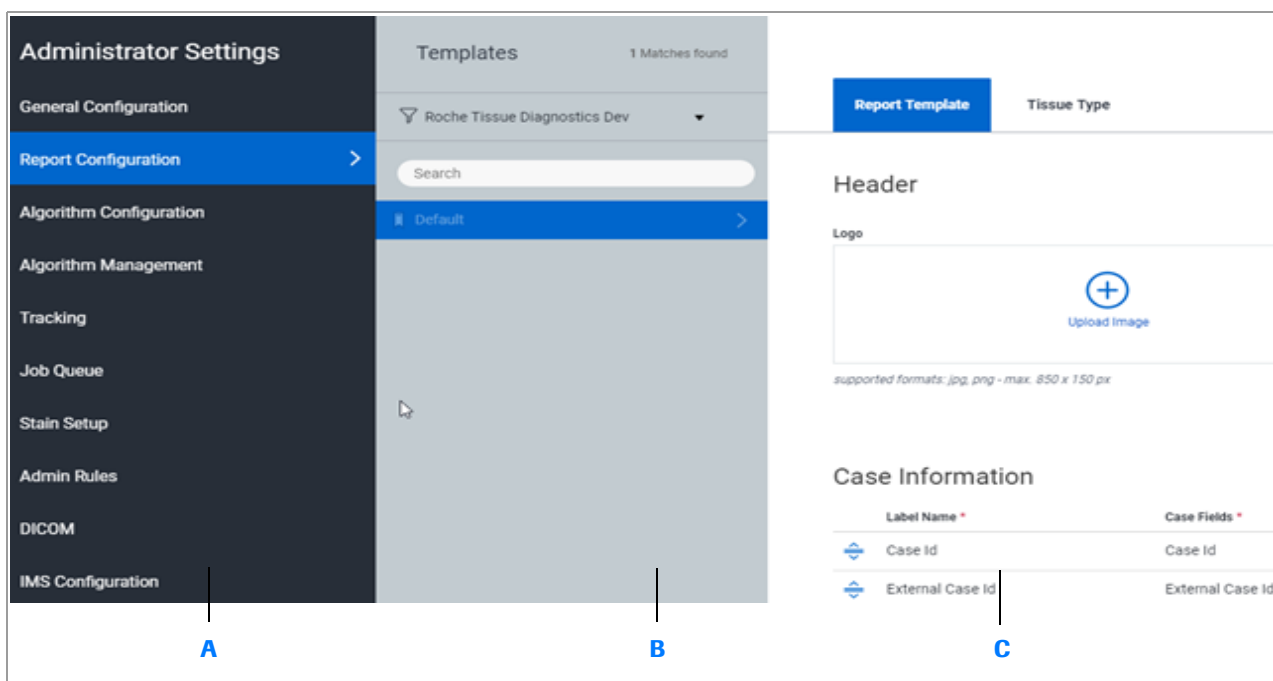 Administrator Settings
General Configuration
Report Configuration
Algorithm Configuration
Algorithm Management
Tracking
Job Queue
Stain Setup
Admin Rules
DICOM
IMS Configuration
Templates
1 Matches found
Roche Tissue Diagnostics Dev
Search
Default
Report Template
Tissue Type
Header
Logo
Upload Image
supported formats: jpg, png - max. 850 x 150 px
Case Information
Label Name * Case Fields *
Case Id Case Id
External Case Id External Case Id
A B C